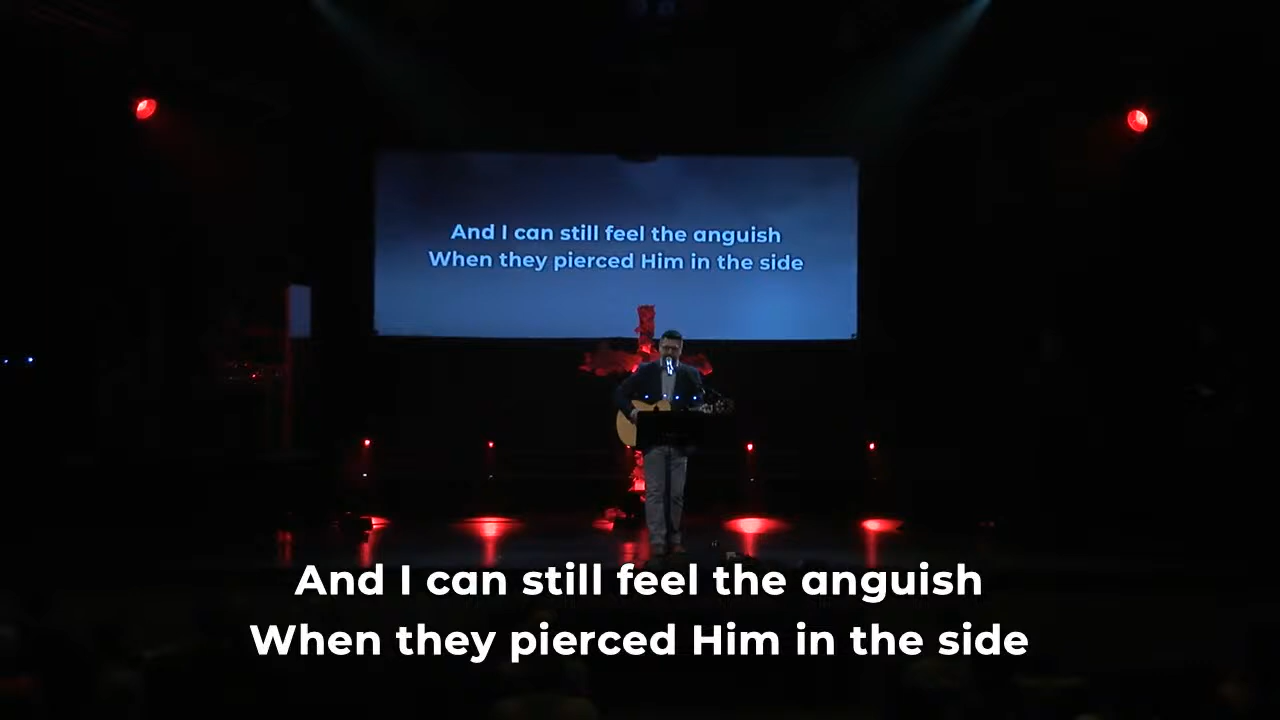 And I can still feel the anguish
When they pierced Him in the side
And I can still feel the anguish
When they pierced Him in the side